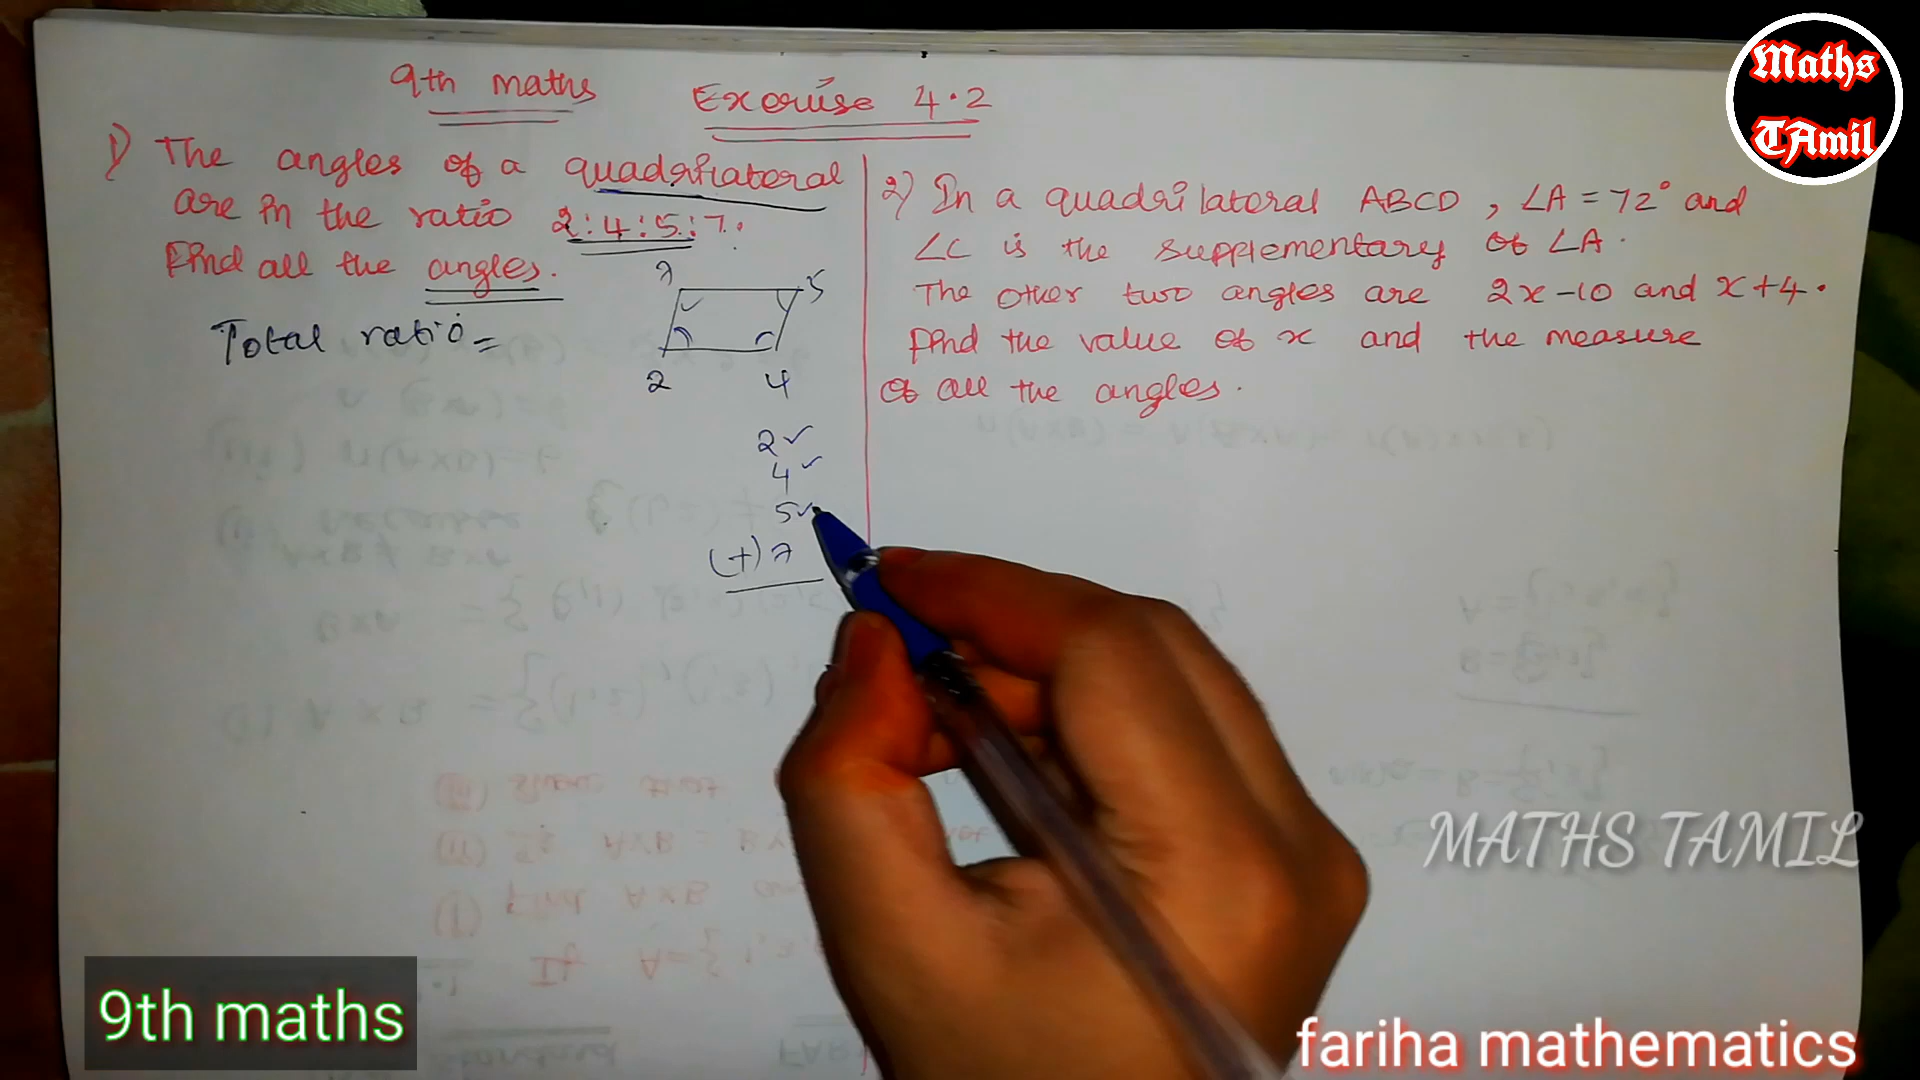 9th maths Exercise 4.2
1) The angles of a quadrilateral
are in the ratio 2:4:5:7.
Find all the angles.
Total ratio =
7 5
2 4
2✓
4✓
5✓
(+) 7
2) In a quadrilateral ABCD, ∠A = 72° and
∠C is the supplementary of ∠A.
The other two angles are 2x-10 and x+4.
Find the value of x and the measure
of all the angles.
Maths
TAmil
MATHS TAMIL
9th maths
fariha mathematics